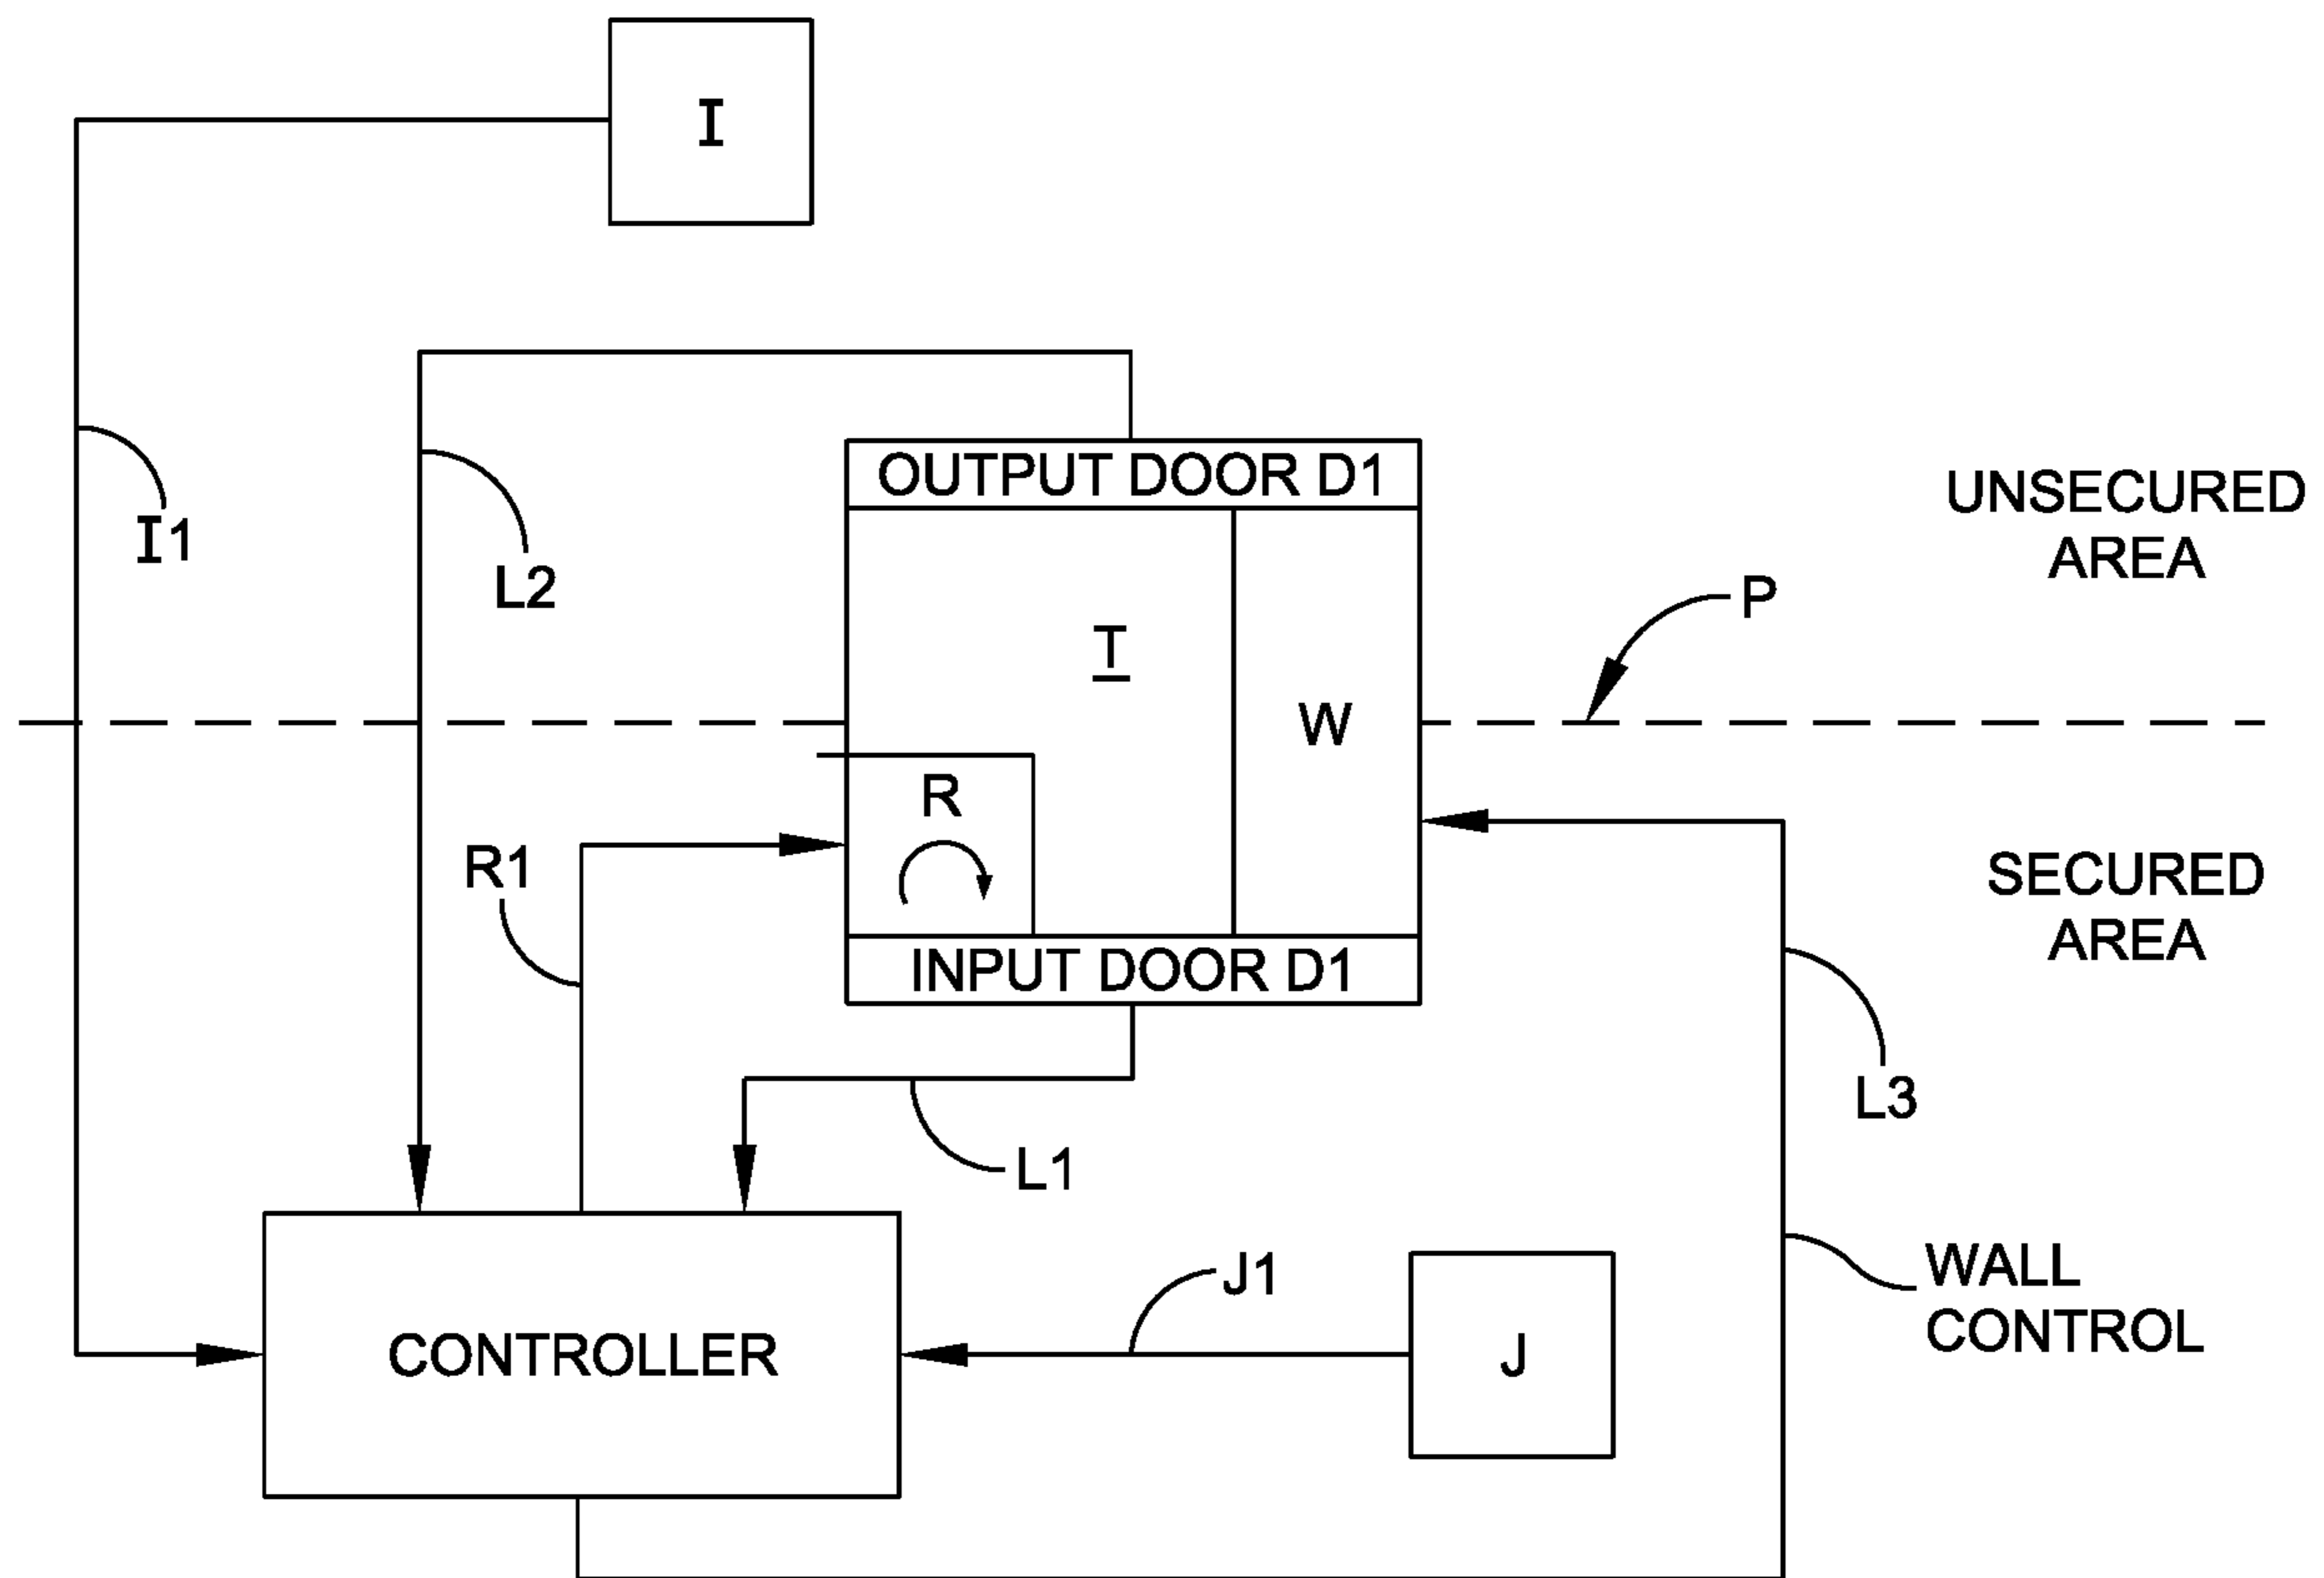 I
OUTPUT DOOR D1
UNSECURED
AREA
I1
L2
P
T
W
R
R1
SECURED
AREA
INPUT DOOR D1
L3
L1
J1
WALL
CONTROL
CONTROLLER
J